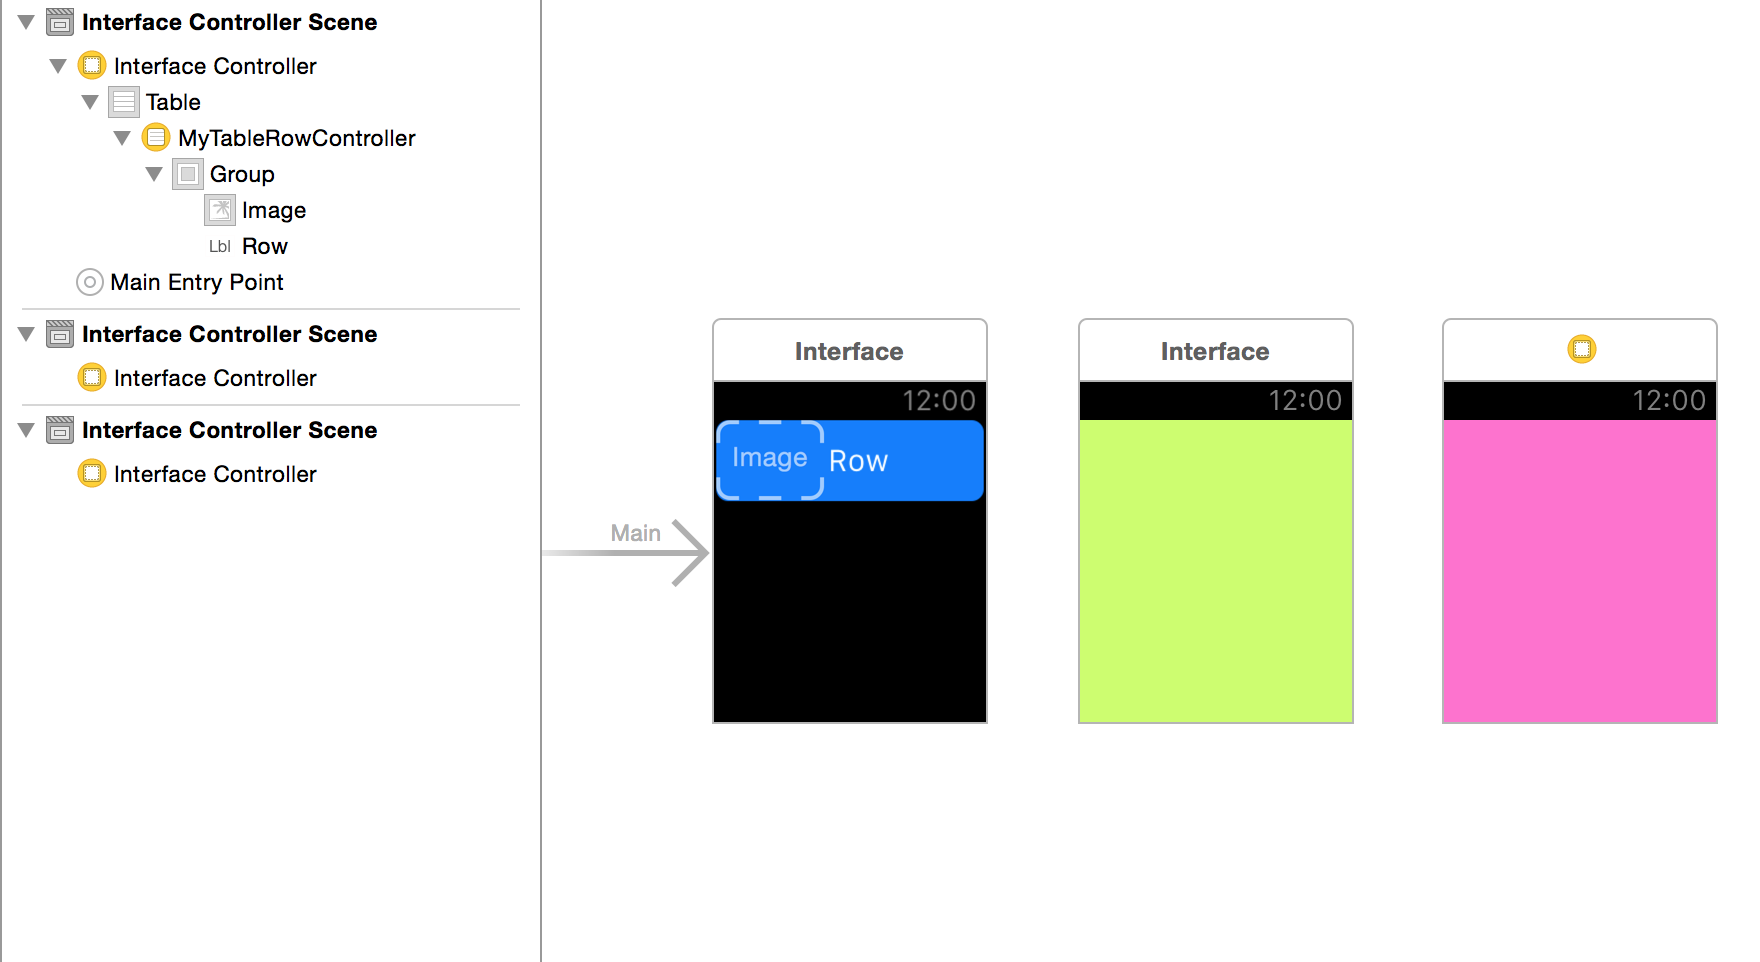 Interface Controller Scene
Interface Controller
Table
MyTableRowController
Group
Image
Lbl Row
Main Entry Point
Interface Controller Scene
Interface Controller
Interface Controller Scene
Interface Controller
Main
Interface
12:00
Image Row
Interface
12:00
12:00